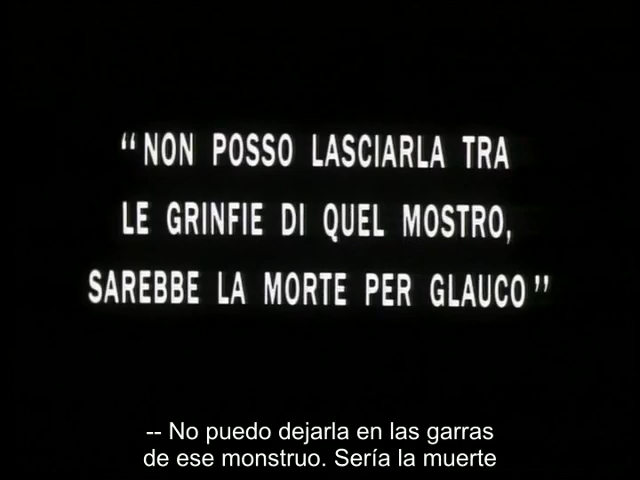 “NON POSSO LASCIARLA TRA
LE GRINFIE DI QUEL MOSTRO,
SAREBBE LA MORTE PER GLAUCO”
-- No puedo dejarla en las garras
de ese monstruo. Sería la muerte